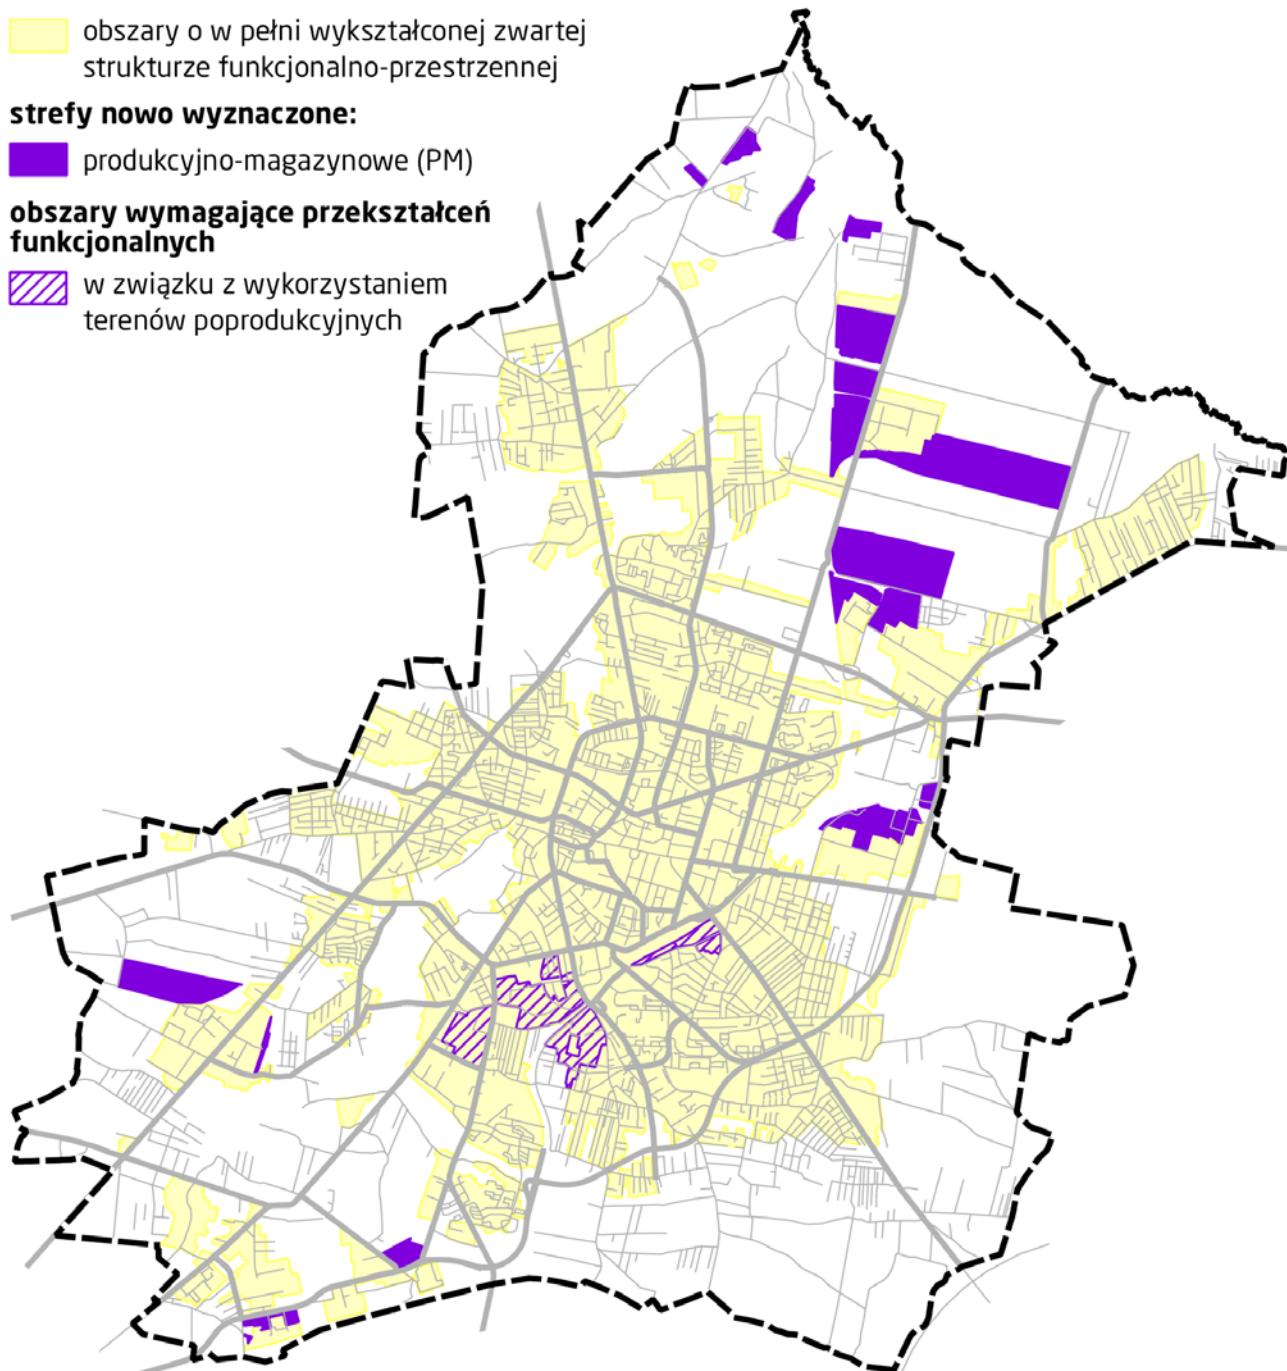 obszary o w pełni wykształconej zwartej
strukturze funkcjonalno-przestrzennej
strefy nowo wyznaczone:
produkcyjno-magazynowe (PM)
obszary wymagające przekształceń
funkcjonalnych
w związku z wykorzystaniem
terenów poprodukcyjnych